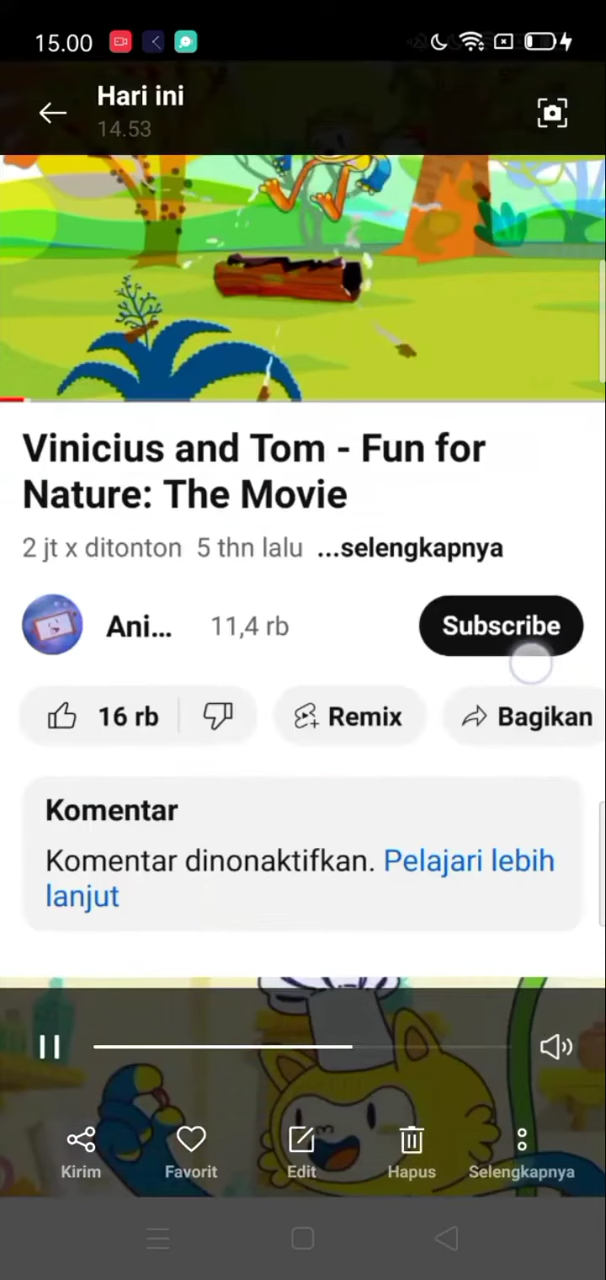 15.00
Hari ini
14.53
Vinicius and Tom - Fun for
Nature: The Movie
2 jt x ditonton 5 thn lalu ...selengkapnya
Ani... 11,4 rb Subscribe
16 rb Remix Bagikan
Komentar
Komentar dinonaktifkan. Pelajari lebih
lanjut
Kirim Favorit Edit Hapus Selengkapnya